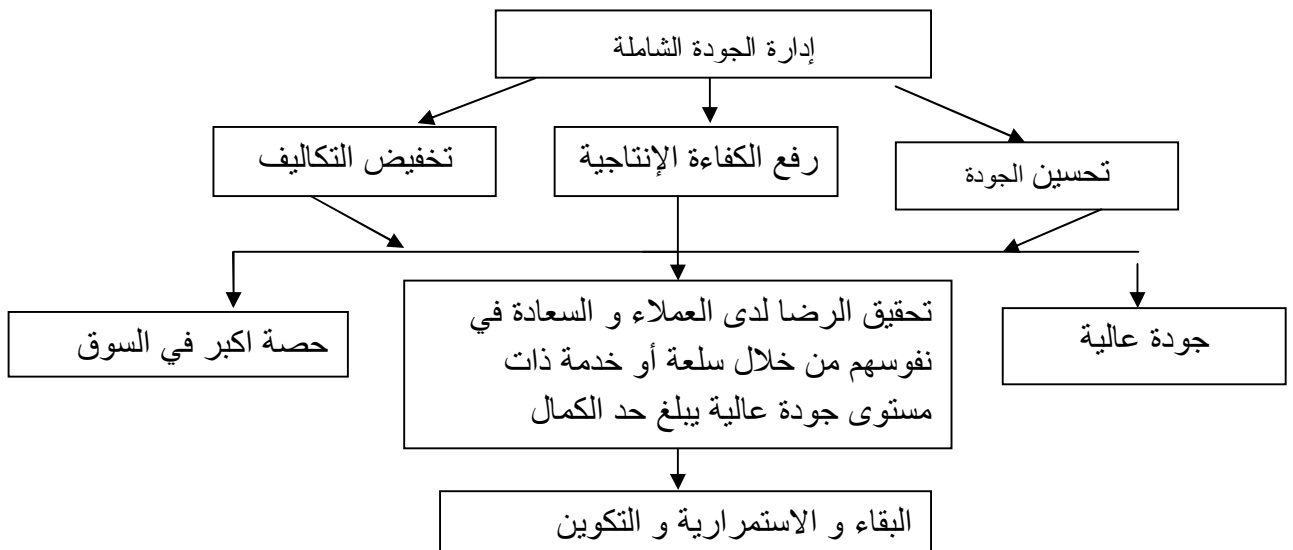 إدارة الجودة الشاملة
تحسين الجودة
رفع الكفاءة الإنتاجية
تخفيض التكاليف
جودة عالية
تحقيق الرضا لدى العملاء و السعادة في
نفوسهم من خلال سلعة أو خدمة ذات
مستوى جودة عالية يبلغ حد الكمال
حصة اكبر في السوق
البقاء و الاستمرارية و التكوين